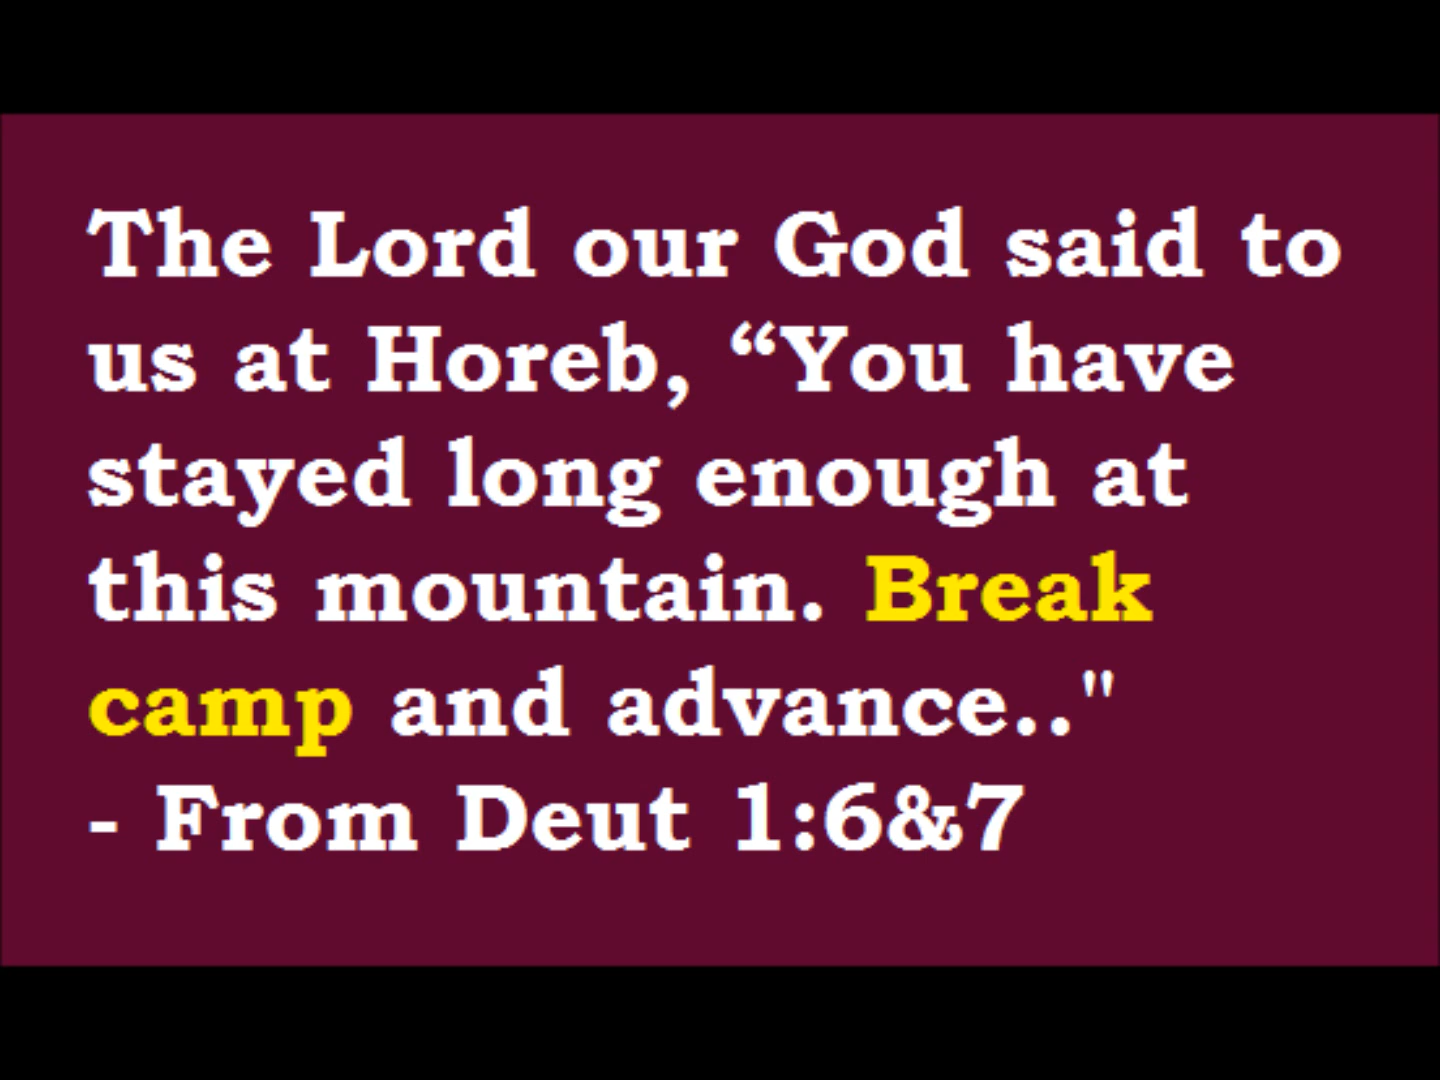 The Lord our God said to
us at Horeb, “You have
stayed long enough at
this mountain. Break
camp and advance.."
- From Deut 1:6&7